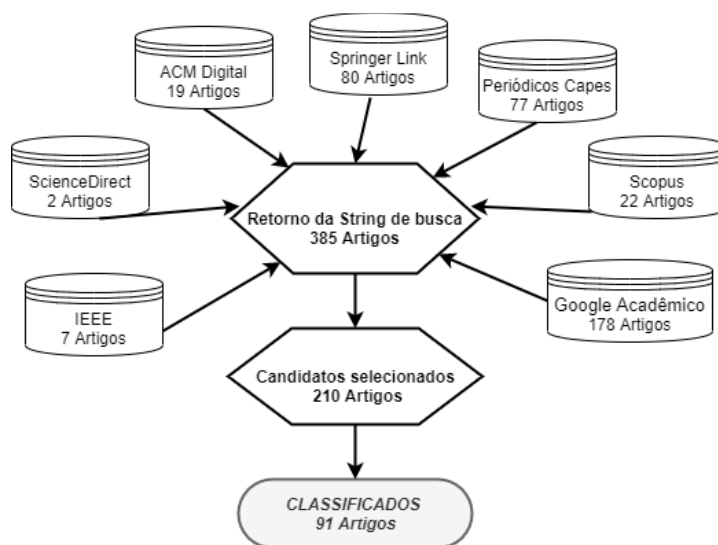 Springer Link
80 Artigos
ACM Digital
19 Artigos
Periódicos Capes
77 Artigos
ScienceDirect
2 Artigos
Scopus
22 Artigos
Retorno da String de busca
385 Artigos
IEEE
7 Artigos
Google Acadêmico
178 Artigos
Candidatos selecionados
210 Artigos
CLASSIFICADOS
91 Artigos